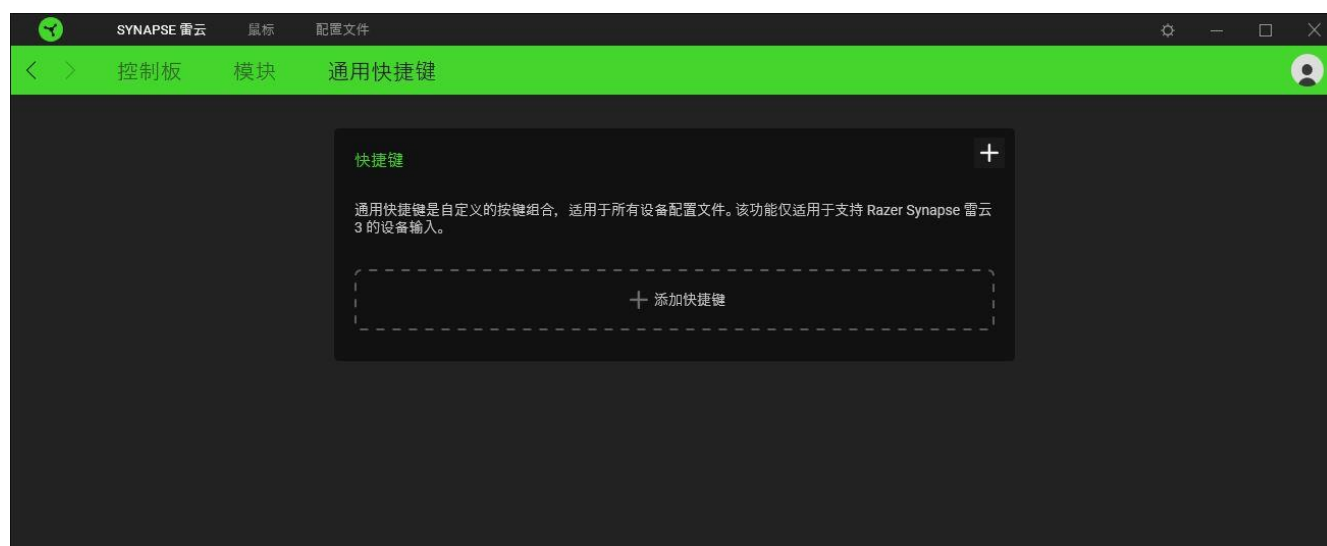 SYNAPSE 雷云 鼠标 配置文件
控制板 模块 通用快捷键
快捷键
通用快捷键是自定义的按键组合，适用于所有设备配置文件。该功能仅适用于支持 Razer Synapse 雷云
3 的设备输入。
添加快捷键